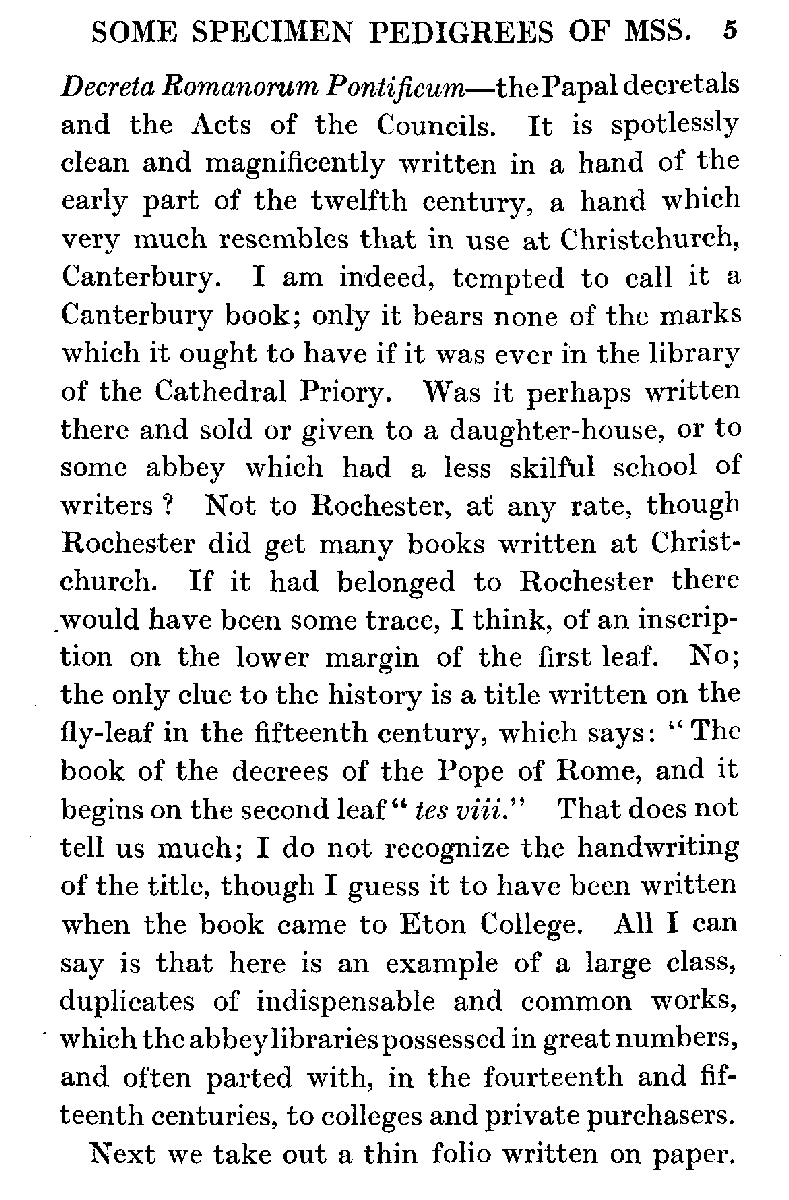 SOME SPECIMEN PEDIGREES OF MSS. 5
Decreta Romanorum Pontificum—the Papal decretals
and the Acts of the Councils. It is spotlessly
clean and magnificently written in a hand of the
early part of the twelfth century, a hand which
very much resembles that in use at Christchurch,
Canterbury. I am indeed, tempted to call it a
Canterbury book; only it bears none of the marks
which it ought to have if it was ever in the library
of the Cathedral Priory. Was it perhaps written
there and sold or given to a daughter-house, or to
some abbey which had a less skilful school of
writers? Not to Rochester, at any rate, though
Rochester did get many books written at Christ-
church. If it had belonged to Rochester there
would have been some trace, I think, of an inscrip-
tion on the lower margin of the first leaf. No;
the only clue to the history is a title written on the
fly-leaf in the fifteenth century, which says: “The
book of the decrees of the Pope of Rome, and it
begins on the second leaf “ tes viii.” That does not
tell us much; I do not recognize the handwriting
of the title, though I guess it to have been written
when the book came to Eton College. All I can
say is that here is an example of a large class,
duplicates of indispensable and common works,
which the abbey libraries possessed in great numbers,
and often parted with, in the fourteenth and fif-
teenth centuries, to colleges and private purchasers.
Next we take out a thin folio written on paper.